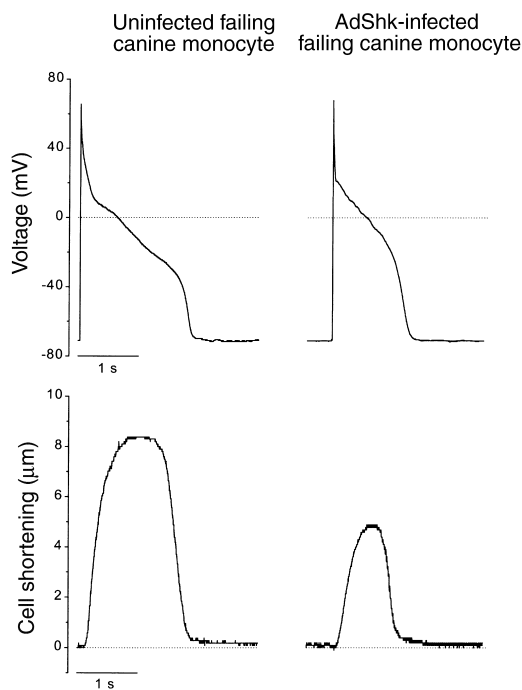 Uninfected failing
canine monocyte
AdShk-infected
failing canine monocyte
Voltage (mV)
80
40
0
-40
-80
1 s
Cell shortening (μm)
10
8
6
4
2
0
1 s